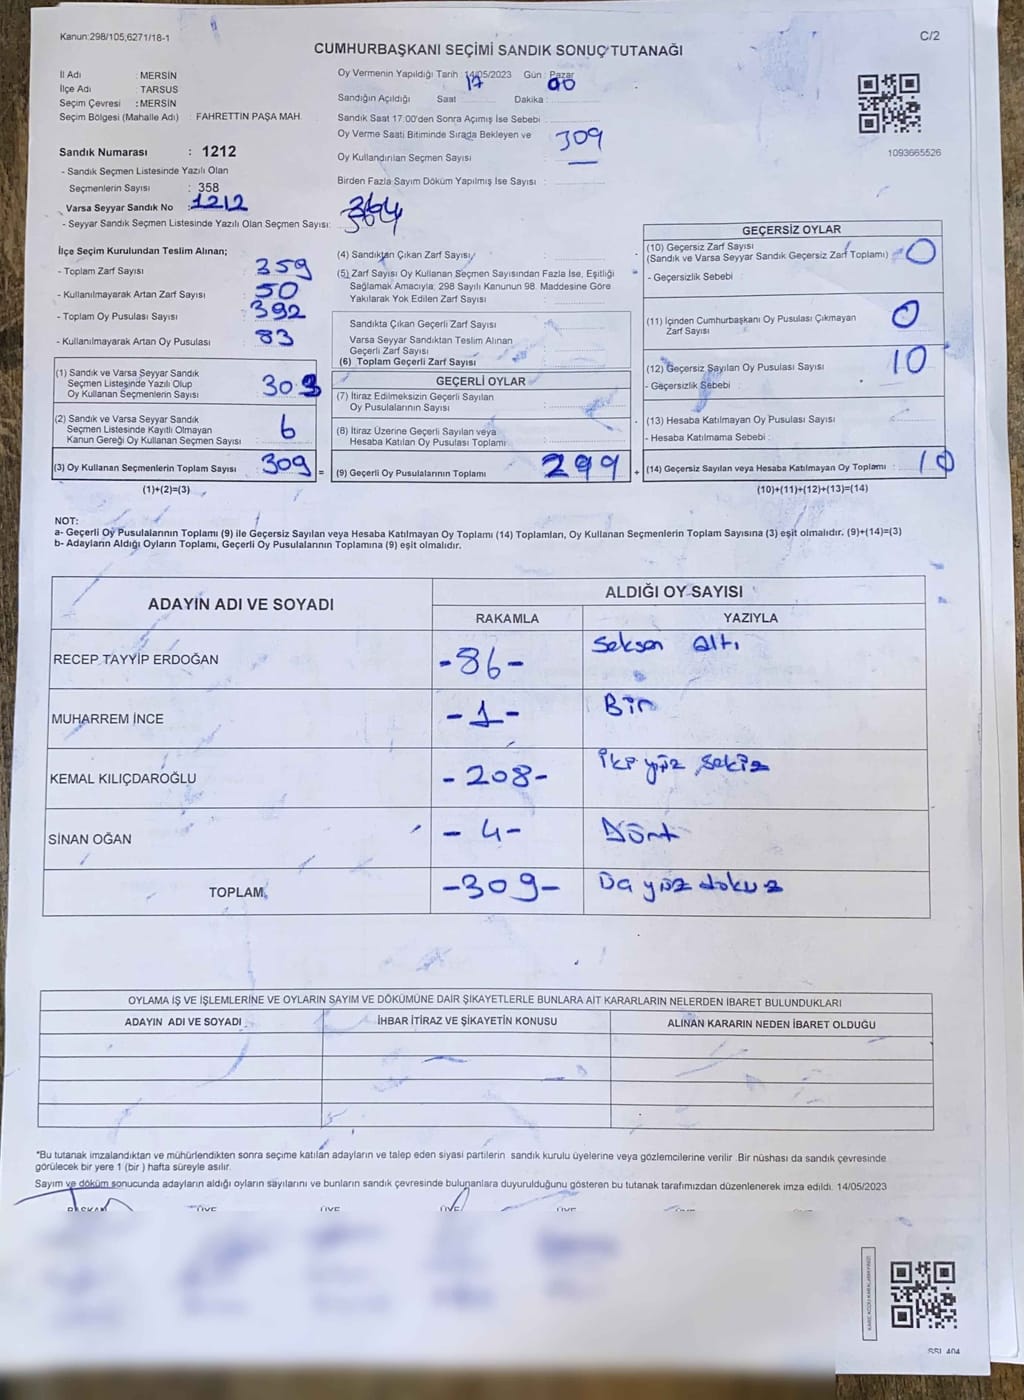 Kanun:298/105,6271/18-1
C/2
CUMHURBAŞKANI SEÇİMİ SANDIK SONUÇ TUTANAĞI
İl Adı : MERSİN
İlçe Adı : TARSUS
Seçim Çevresi : MERSİN
Seçim Bölgesi (Mahalle Adı) : FAHRETTİN PAŞA MAH.
Sandık Numarası : 1212
- Sandık Seçmen Listesinde Yazılı Olan
Seçmenlerin Sayısı : 358
Varsa Seyyar Sandık No : 1212
- Seyyar Sandık Seçmen Listesinde Yazılı Olan Seçmen Sayısı: 364
Oy Vermenin Yapıldığı Tarih : 14/05/2023 Gün : Pazar
Sandığın Açıldığı Saat 17 Dakika : 00
Sandık Saat 17:00'den Sonra Açımış İse Sebebi :
Oy Verme Saati Bitiminde Sırada Bekleyen ve
Oy Kullandırılan Seçmen Sayısı : 309
Birden Fazla Sayım Döküm Yapılmış İse Sayısı :
1093665526
İlçe Seçim Kurulundan Teslim Alınan;
- Toplam Zarf Sayısı : 359
- Kullanılmayarak Artan Zarf Sayısı : 50
- Toplam Oy Pusulası Sayısı : 392
- Kullanılmayarak Artan Oy Pusulası : 83
(1) Sandık ve Varsa Seyyar Sandık
Seçmen Listesinde Yazılı Olup
Oy Kullanan Seçmenlerin Sayısı : 303
(2) Sandık ve Varsa Seyyar Sandık
Seçmen Listesinde Kayıtlı Olmayan
Kanun Gereği Oy Kullanan Seçmen Sayısı : 6
(3) Oy Kullanan Seçmenlerin Toplam Sayısı : 309
(1)+(2)=(3)
(4) Sandıktan Çıkan Zarf Sayısı
(5) Zarf Sayısı Oy Kullanan Seçmen Sayısından Fazla İse, Eşitliği
Sağlamak Amacıyla; 298 Sayılı Kanunun 98. Maddesine Göre
Yakılarak Yok Edilen Zarf Sayısı :
Sandıkta Çıkan Geçerli Zarf Sayısı :
Varsa Seyyar Sandıktan Teslim Alınan
Geçerli Zarf Sayısı :
(6) Toplam Geçerli Zarf Sayısı
GEÇERLİ OYLAR
(7) İtiraz Edilmeksizin Geçerli Sayılan
Oy Pusulalarının Sayısı :
(8) İtiraz Üzerine Geçerli Sayılan veya
Hesaba Katılan Oy Pusulası Toplamı :
= (9) Geçerli Oy Pusulalarının Toplamı 299 +
GEÇERSİZ OYLAR
(10) Geçersiz Zarf Sayısı
(Sandık ve Varsa Seyyar Sandık Geçersiz Zarf Toplamı) : 0
- Geçersizlik Sebebi :
(11) İçinden Cumhurbaşkanı Oy Pusulası Çıkmayan
Zarf Sayısı : 0
(12) Geçersiz Sayılan Oy Pusulası Sayısı : 10
- Geçersizlik Sebebi :
(13) Hesaba Katılmayan Oy Pusulası Sayısı :
- Hesaba Katılmama Sebebi :
(14) Geçersiz Sayılan veya Hesaba Katılmayan Oy Toplamı : 10
(10)+(11)+(12)+(13)=(14)
NOT:
a- Geçerli Oy Pusulalarının Toplamı (9) ile Geçersiz Sayılan veya Hesaba Katılmayan Oy Toplamı (14) Toplamları, Oy Kullanan Seçmenlerin Toplam Sayısına (3) eşit olmalıdır. (9)+(14)=(3)
b- Adayların Aldığı Oyların Toplamı, Geçerli Oy Pusulalarının Toplamına (9) eşit olmalıdır.
ADAYIN ADI VE SOYADI
ALDIĞI OY SAYISI
RAKAMLA YAZIYLA
RECEP TAYYİP ERDOĞAN -86- Seksen altı
MUHARREM İNCE -1- Bir
KEMAL KILIÇDAROĞLU -208- İki yüz sekiz
SİNAN OĞAN -4- Dört
TOPLAM -309- yüz dokuz
OYLAMA İŞ VE İŞLEMLERİNE VE OYLARIN SAYIM VE DÖKÜMÜNE DAİR ŞİKAYETLERLE BUNLARA AİT KARARLARIN NELERDEN İBARET BULUNDUKLARI
ADAYIN ADI VE SOYADI İHBAR İTİRAZ VE ŞİKAYETİN KONUSU ALINAN KARARIN NEDEN İBARET OLDUĞU
*Bu tutanak imzalandıktan ve mühürlendikten sonra seçime katılan adayların ve talep eden siyasi partilerin sandık kurulu üyelerine veya gözlemcilerine verilir .Bir nüshası da sandık çevresinde
görülecek bir yere 1 (bir ) hafta süreyle asılır.
Sayım ve döküm sonucunda adayların aldığı oyların sayılarını ve bunların sandık çevresinde bulunanlara duyurulduğunu gösteren bu tutanak tarafımızdan düzenlenerek imza edildi. 14/05/2023
BAŞKAN ÜYE ÜYE ÜYE ÜYE